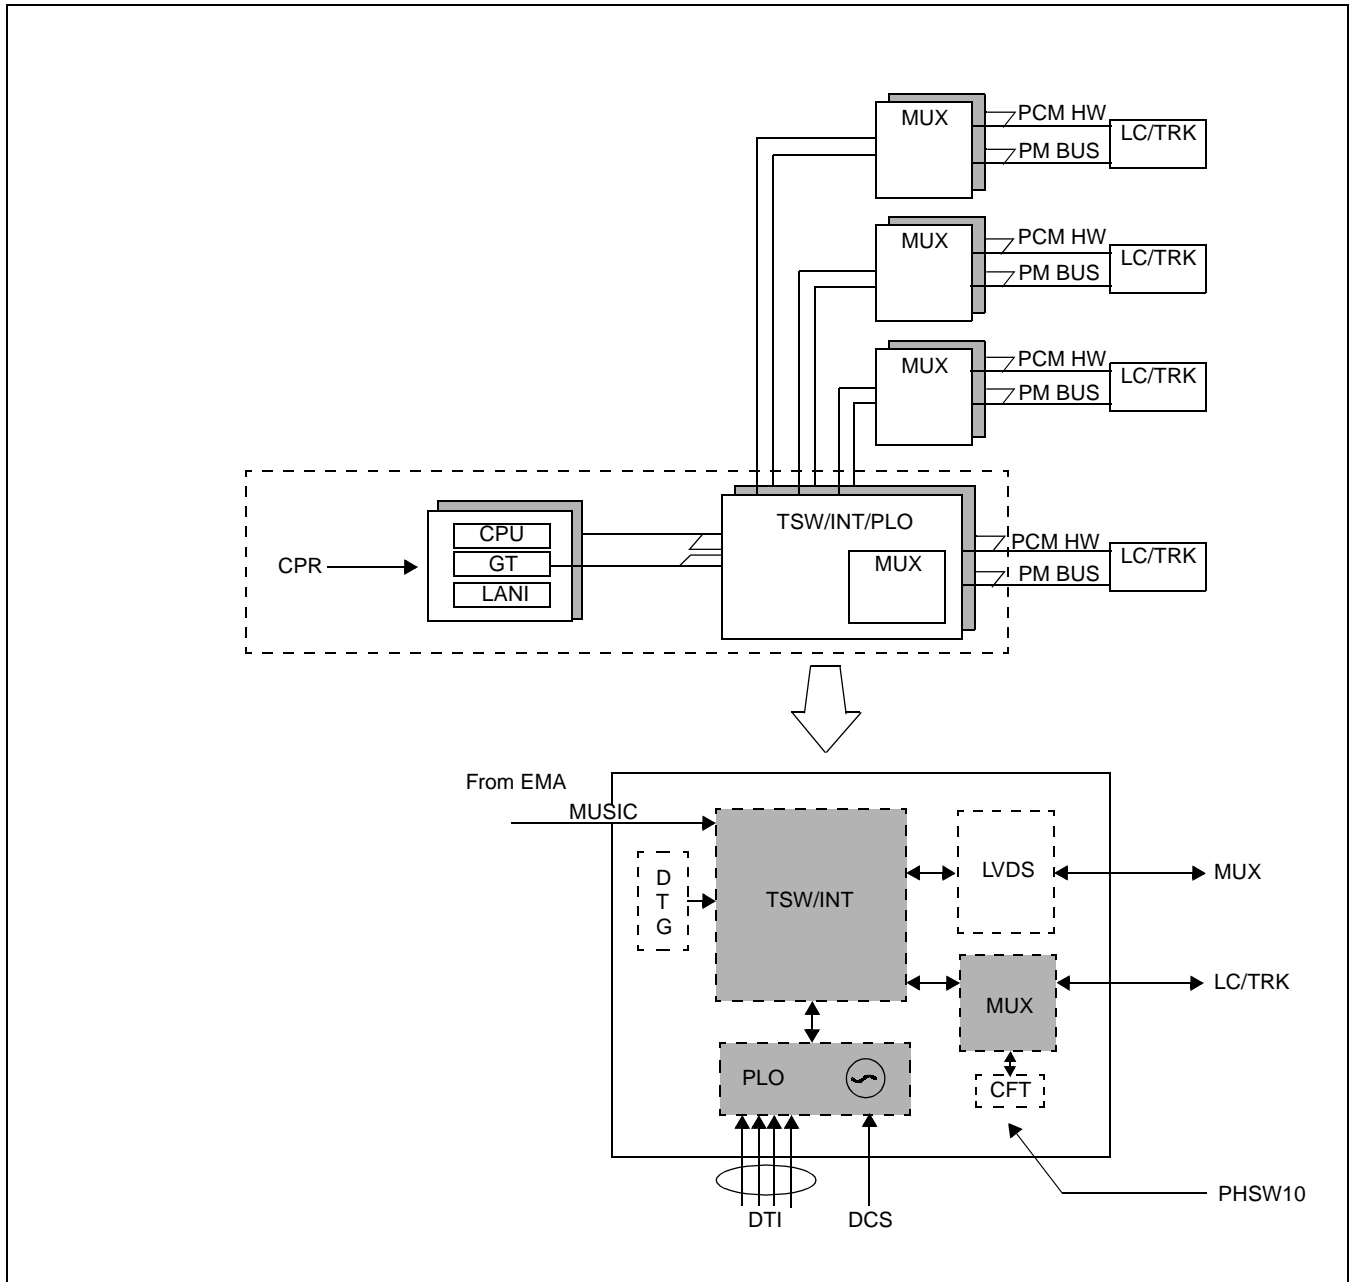 MUX
PCM HW
LC/TRK
PM BUS
MUX
PCM HW
LC/TRK
PM BUS
MUX
PCM HW
LC/TRK
PM BUS
TSW/INT/PLO
CPU
PCM HW
LC/TRK
CPR
GT
MUX
PM BUS
LANI
From EMA
MUSIC
D
T
G
TSW/INT
LVDS
MUX
MUX
LC/TRK
PLO
CFT
PHSW10
DTI
DCS